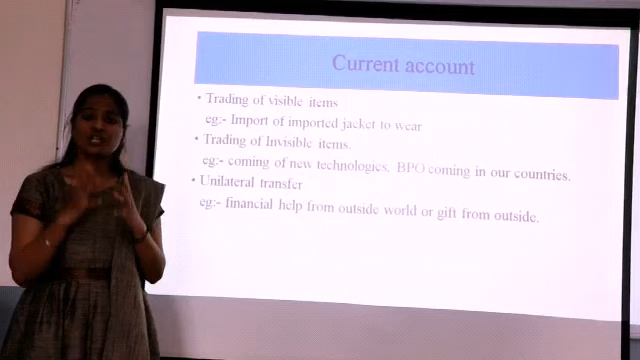 Current account
• Trading of visible items
eg:- Import of imported jacket to wear
• Trading of Invisible items.
eg:- coming of new technologies, BPO coming in our countries.
• Unilateral transfer
eg:- financial help from outside world or gift from outside.